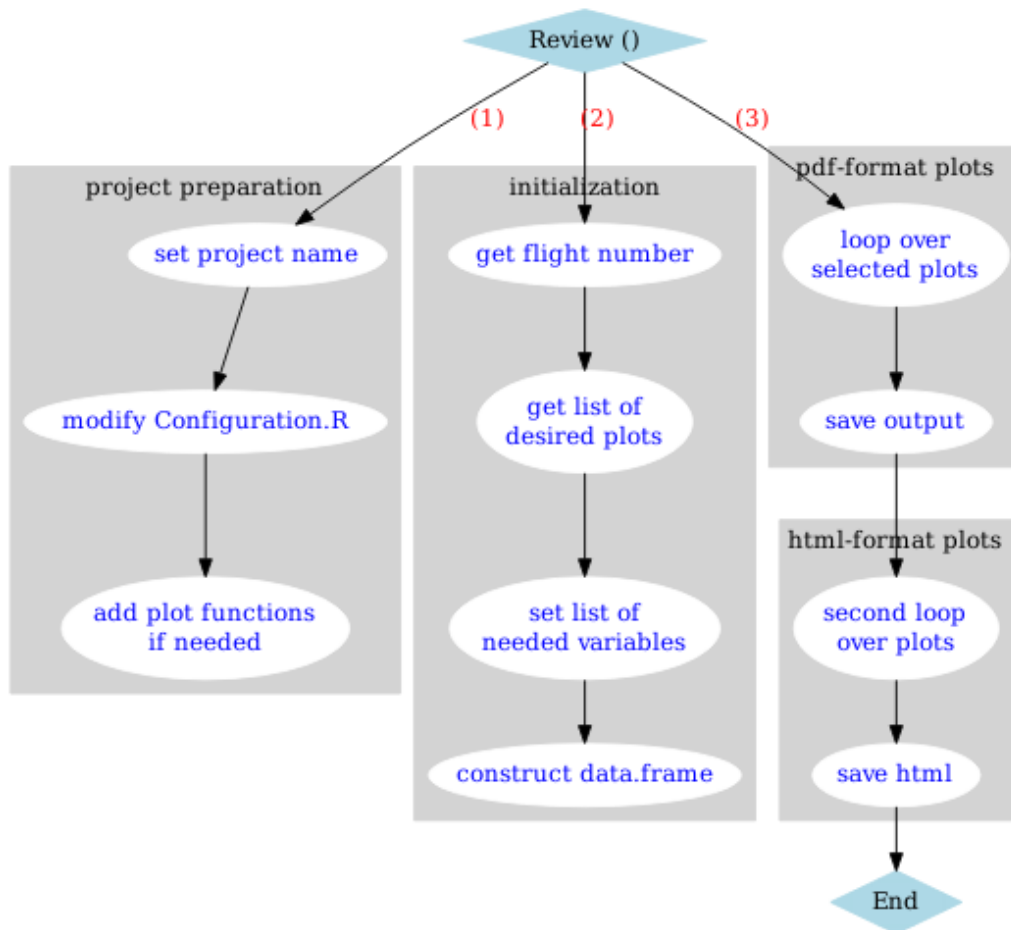 Review ()
(1)
(2)
(3)
project preparation
set project name
modify Configuration.R
add plot functions
if needed
initialization
get flight number
get list of
desired plots
set list of
needed variables
construct data.frame
pdf-format plots
loop over
selected plots
save output
html-format plots
second loop
over plots
save html
End